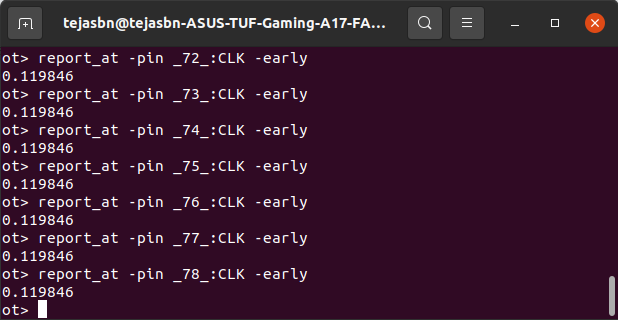 tejasbn@tejasbn-ASUS-TUF-Gaming-A17-FA...
ot> report_at -pin _72_:CLK -early
0.119846
ot> report_at -pin _73_:CLK -early
0.119846
ot> report_at -pin _74_:CLK -early
0.119846
ot> report_at -pin _75_:CLK -early
0.119846
ot> report_at -pin _76_:CLK -early
0.119846
ot> report_at -pin _77_:CLK -early
0.119846
ot> report_at -pin _78_:CLK -early
0.119846
ot>